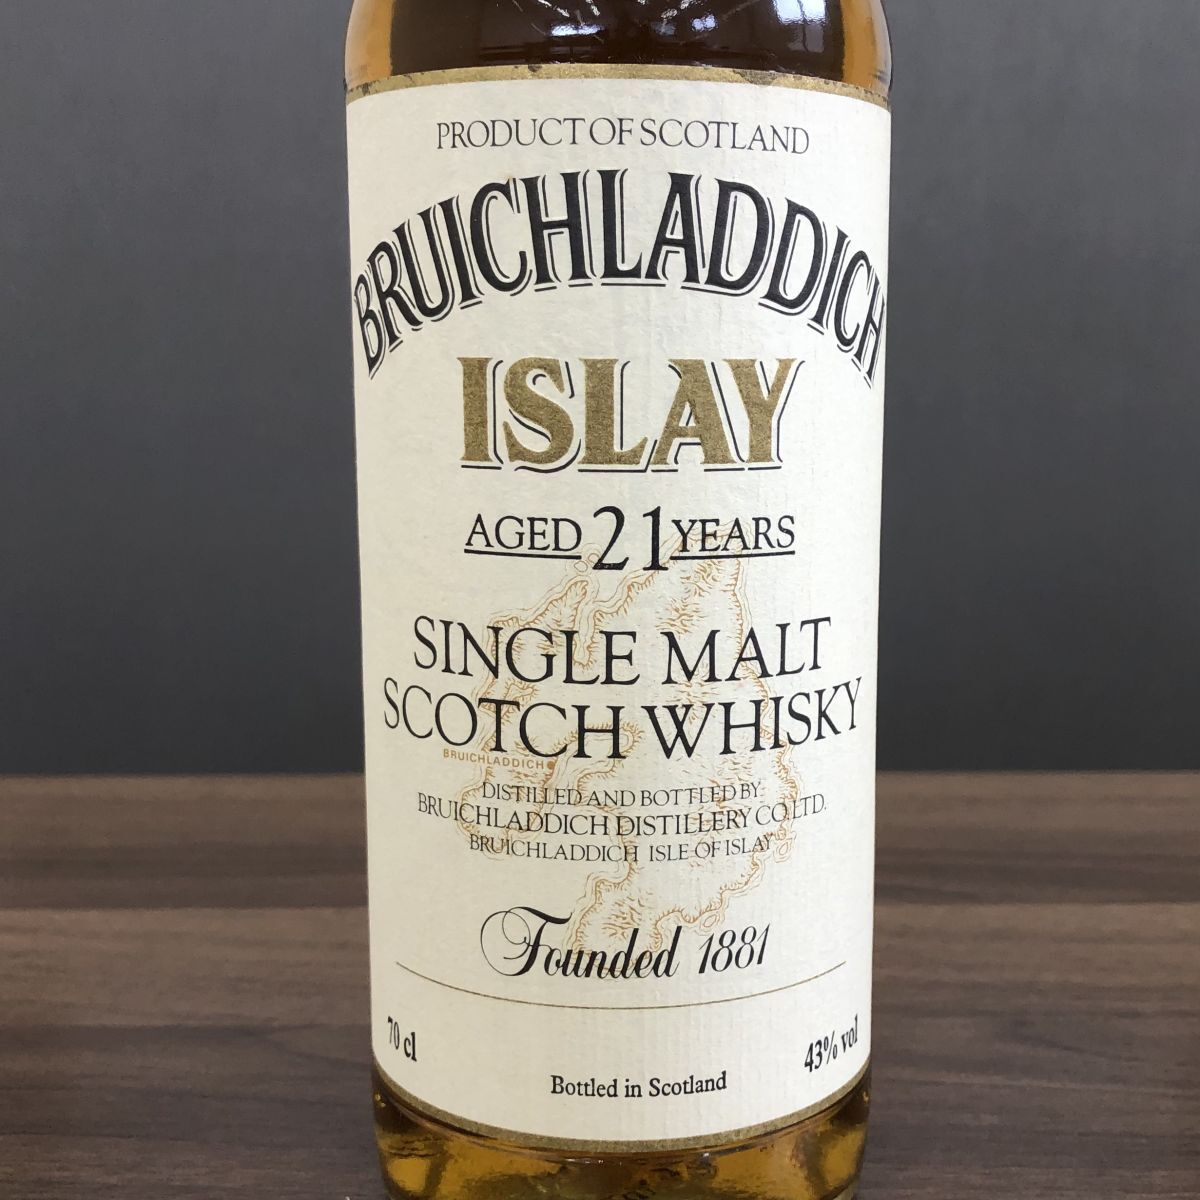 PRODUCT OF SCOTLAND
BRUICHLADDICH
ISLAY
AGED 21 YEARS
SINGLE MALT
SCOTCH WHISKY
BRUICHLADDICH
DISTILLED AND BOTTLED BY:
BRUICHLADDICH DISTILLERY CO. LTD.
BRUICHLADDICH ISLE OF ISLAY
Founded 1881
70 cl
43% vol
Bottled in Scotland